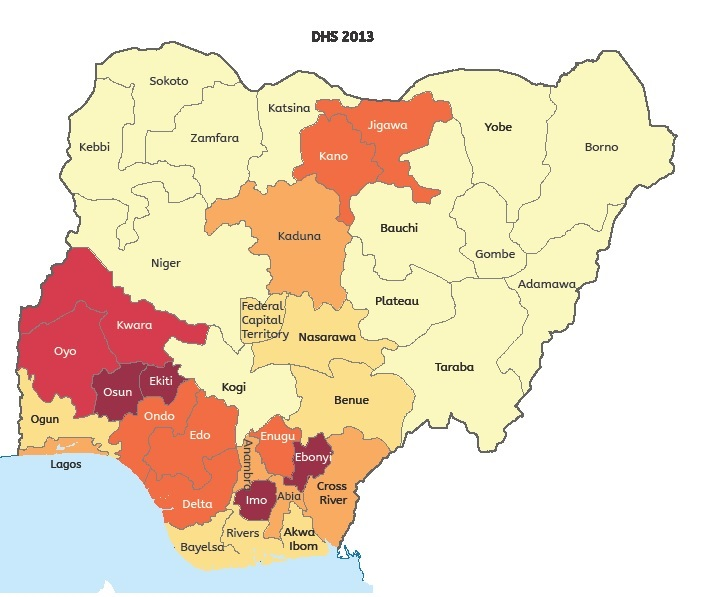 DHS 2013
Sokoto
Katsina
Jigawa
Yobe
Kebbi
Zamfara
Kano
Borno
Bauchi
Kaduna
Gombe
Niger
Adamawa
Plateau
Federal
Capital
Territory
Kwara
Nasarawa
Oyo
Taraba
Osun
Ekiti
Kogi
Benue
Ogun
Ondo
Edo
Enugu
Anambra
Ebonyi
Lagos
Cross
River
Delta
Imo
Abia
Rivers
Akwa
Ibom
Bayelsa